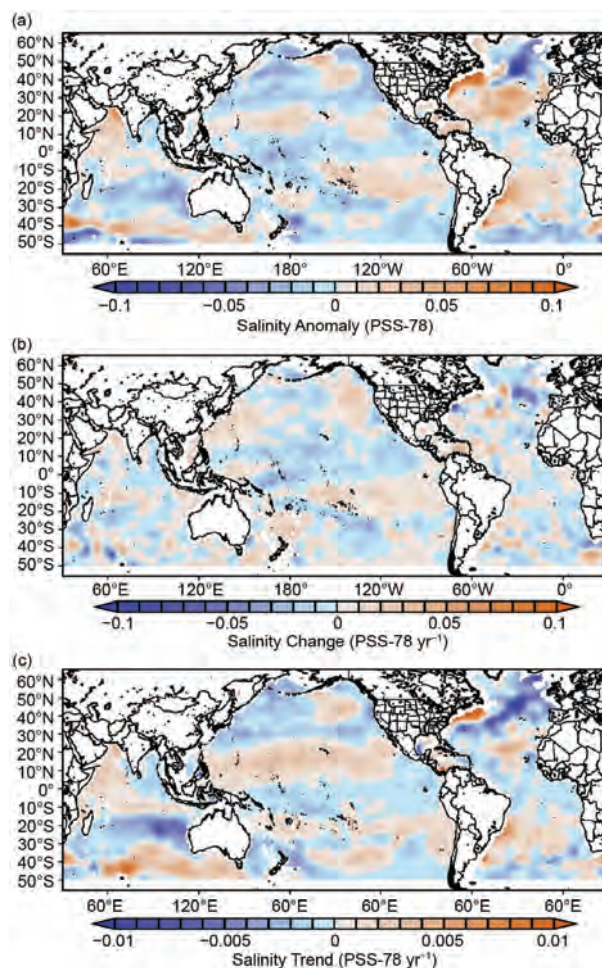 (a)
60°N
50°N
40°N
30°N
20°N
10°N
0°
10°S
20°S
30°S
40°S
50°S
60°E 120°E 180° 120°W 60°W 0°
−0.1 −0.05 0 0.05 0.1
Salinity Anomaly (PSS-78)
(b)
60°N
50°N
40°N
30°N
20°N
10°N
0°
10°S
20°S
30°S
40°S
50°S
60°E 120°E 180° 120°W 60°W 0°
−0.1 −0.05 0 0.05 0.1
Salinity Change (PSS-78 yr⁻¹)
(c)
60°N
50°N
40°N
30°N
20°N
10°N
0°
10°S
20°S
30°S
40°S
50°S
60°E 120°E 60°E 60°E 60°E 60°E
−0.01 −0.005 0 0.005 0.01
Salinity Trend (PSS-78 yr⁻¹)